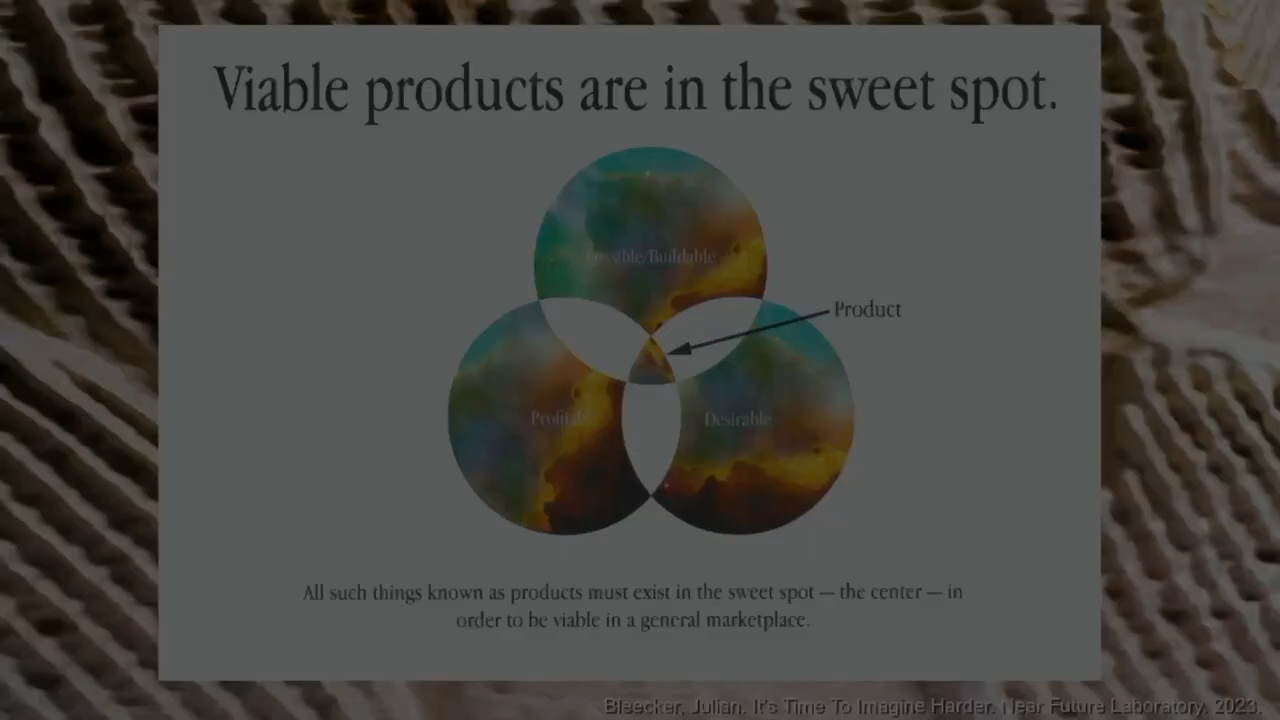 Viable products are in the sweet spot.
Possible/Buildable
Product
Profitable
Desirable
All such things known as products must exist in the sweet spot — the center — in
order to be viable in a general marketplace.
Bleecker, Julian. It's Time To Imagine Harder. Near Future Laboratory. 2023.